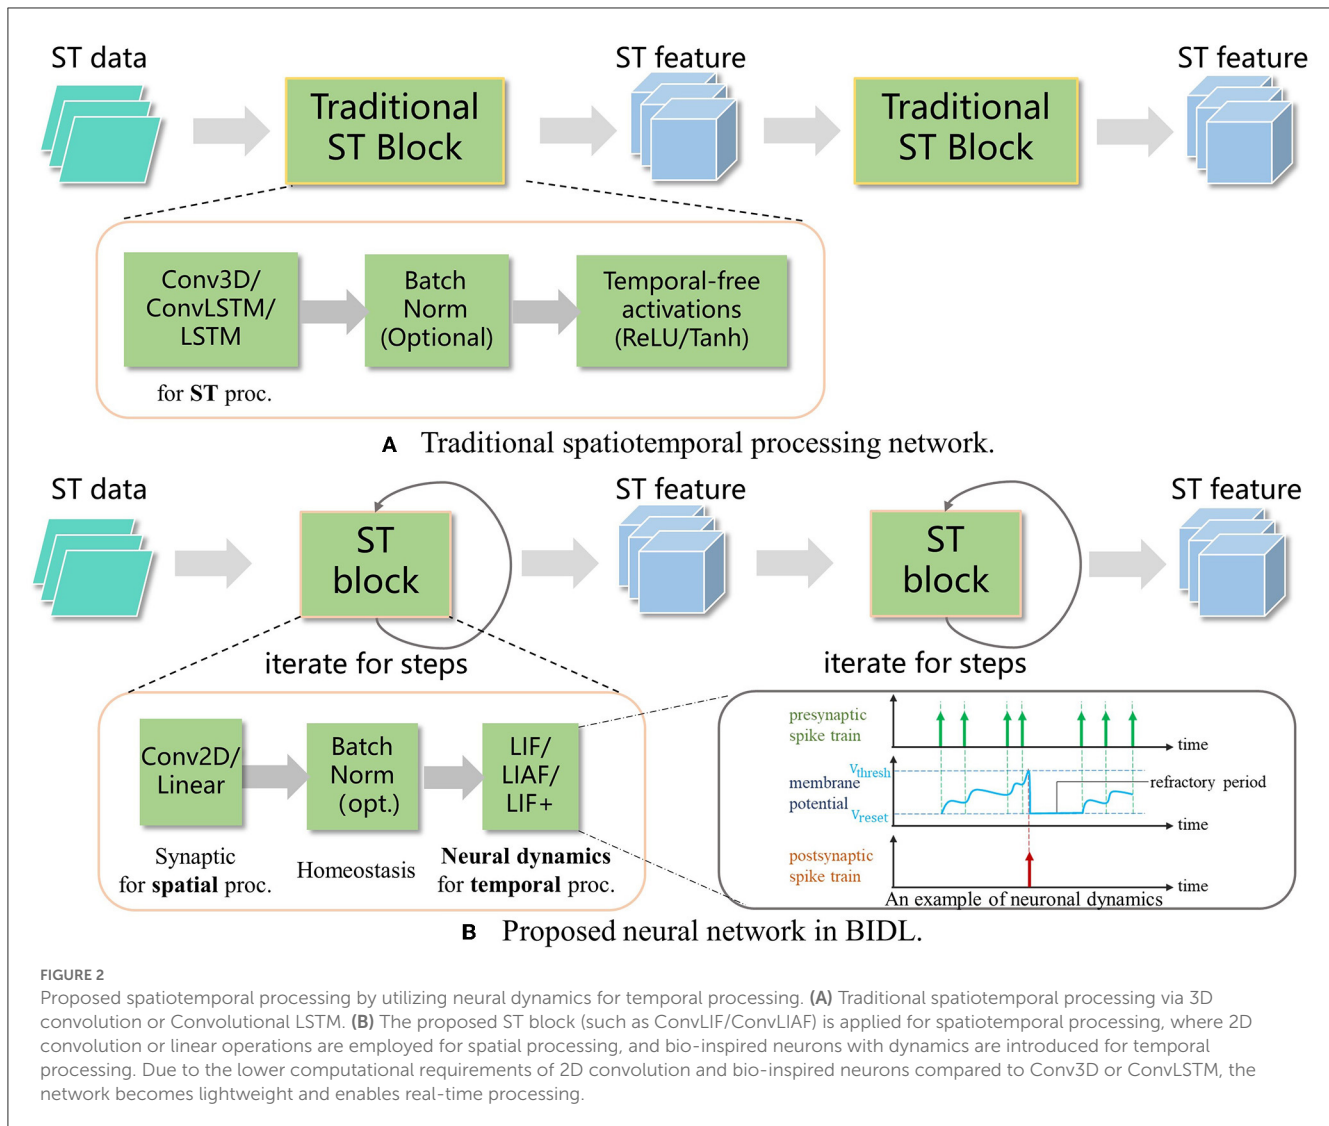 ST data
ST feature
ST feature
Traditional
ST Block
Traditional
ST Block
Conv3D/
ConvLSTM/
LSTM
Batch
Norm
(Optional)
Temporal-free
activations
(ReLU/Tanh)
for ST proc.
A Traditional spatiotemporal processing network.
ST data
ST feature
ST feature
ST
block
ST
block
iterate for steps
iterate for steps
Conv2D/
Linear
Batch
Norm
(opt.)
LIF/
LIAF/
LIF+
Synaptic
for spatial proc.
Homeostasis
Neural dynamics
for temporal proc.
presynaptic
spike train
time
Vthresh
membrane
potential
refractory period
Vreset
time
postsynaptic
spike train
time
An example of neuronal dynamics
B Proposed neural network in BIDL.
FIGURE 2
Proposed spatiotemporal processing by utilizing neural dynamics for temporal processing. (A) Traditional spatiotemporal processing via 3D
convolution or Convolutional LSTM. (B) The proposed ST block (such as ConvLIF/ConvLIAF) is applied for spatiotemporal processing, where 2D
convolution or linear operations are employed for spatial processing, and bio-inspired neurons with dynamics are introduced for temporal
processing. Due to the lower computational requirements of 2D convolution and bio-inspired neurons compared to Conv3D or ConvLSTM, the
network becomes lightweight and enables real-time processing.